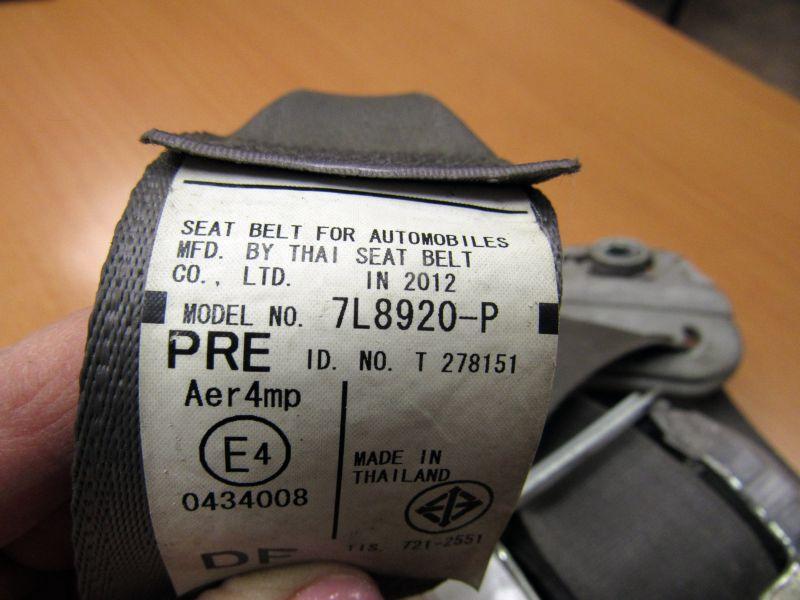 SEAT BELT FOR AUTOMOBILES
MFD. BY THAI SEAT BELT
CO., LTD. IN 2012
MODEL NO. 7L8920-P
PRE ID. NO. T 278151
Aer4mp
E4
0434008
MADE IN
THAILAND
TIS. 721-2551